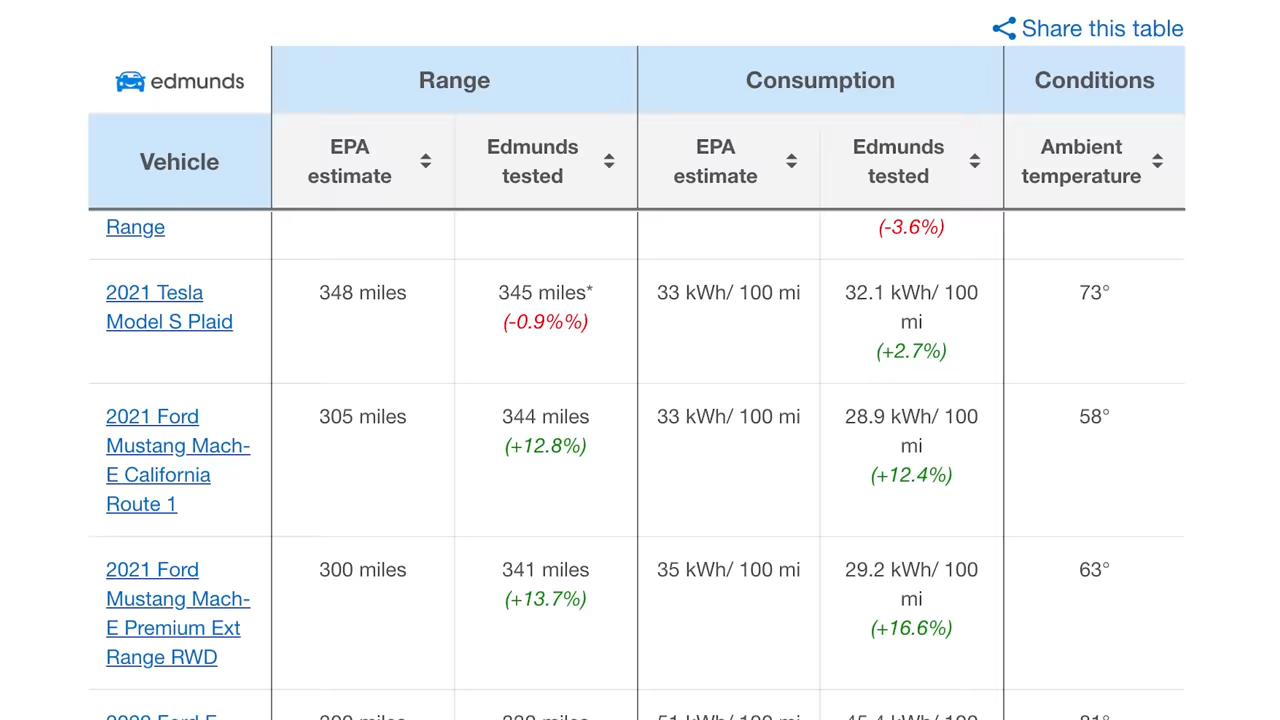 Share this table
edmunds
Range
Consumption
Conditions
Vehicle
EPA
estimate
Edmunds
tested
EPA
estimate
Edmunds
tested
Ambient
temperature
Range
(-3.6%)
2021 Tesla
Model S Plaid
348 miles
345 miles*
(-0.9%%)
33 kWh/ 100 mi
32.1 kWh/ 100
mi
(+2.7%)
73°
2021 Ford
Mustang Mach-
E California
Route 1
305 miles
344 miles
(+12.8%)
33 kWh/ 100 mi
28.9 kWh/ 100
mi
(+12.4%)
58°
2021 Ford
Mustang Mach-
E Premium Ext
Range RWD
300 miles
341 miles
(+13.7%)
35 kWh/ 100 mi
29.2 kWh/ 100
mi
(+16.6%)
63°